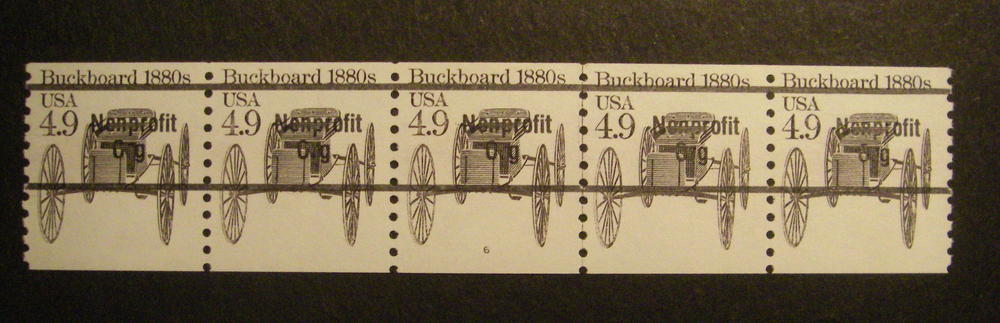 Buckboard 1880s Buckboard 1880s Buckboard 1880s Buckboard 1880s Buckboard 1880s
USA USA USA USA USA
4.9 Nonprofit 4.9 Nonprofit 4.9 Nonprofit 4.9 Nonprofit 4.9 Nonprofit
Org Org Org Org Org
6